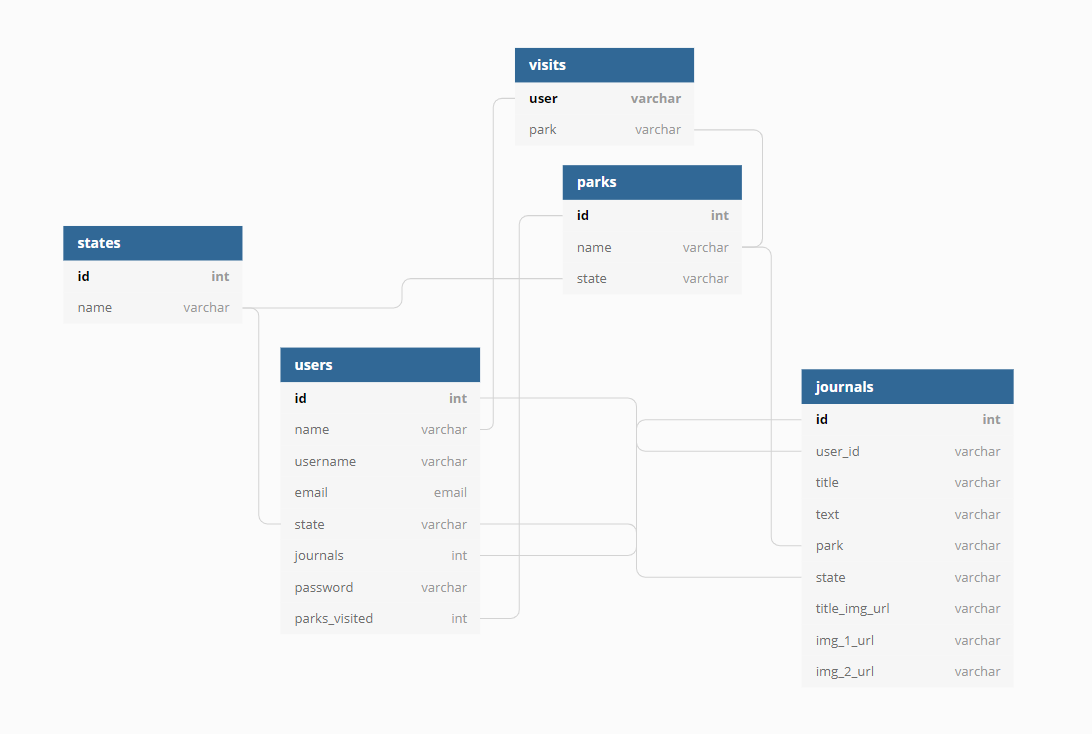 visits
user varchar
park varchar
parks
id int
name varchar
state varchar
states
id int
name varchar
users
id int
name varchar
username varchar
email email
state varchar
journals int
password varchar
parks_visited int
journals
id int
user_id varchar
title varchar
text varchar
park varchar
state varchar
title_img_url varchar
img_1_url varchar
img_2_url varchar